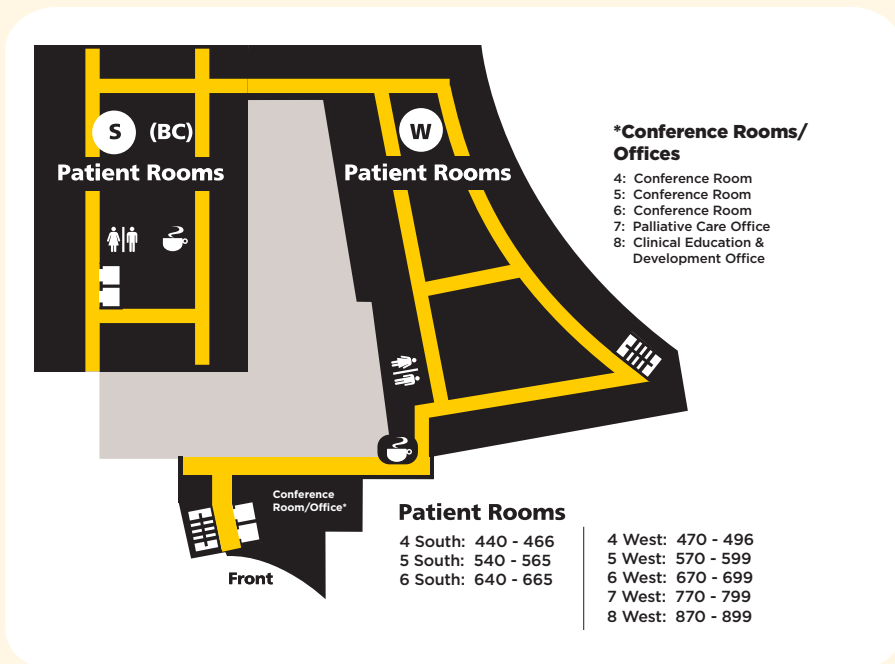 S (BC)
Patient Rooms
W
Patient Rooms
*Conference Rooms/
Offices
4: Conference Room
5: Conference Room
6: Conference Room
7: Palliative Care Office
8: Clinical Education &
Development Office
Conference
Room/Office*
Front
Patient Rooms
4 South: 440 - 466
5 South: 540 - 565
6 South: 640 - 665
4 West: 470 - 496
5 West: 570 - 599
6 West: 670 - 699
7 West: 770 - 799
8 West: 870 - 899